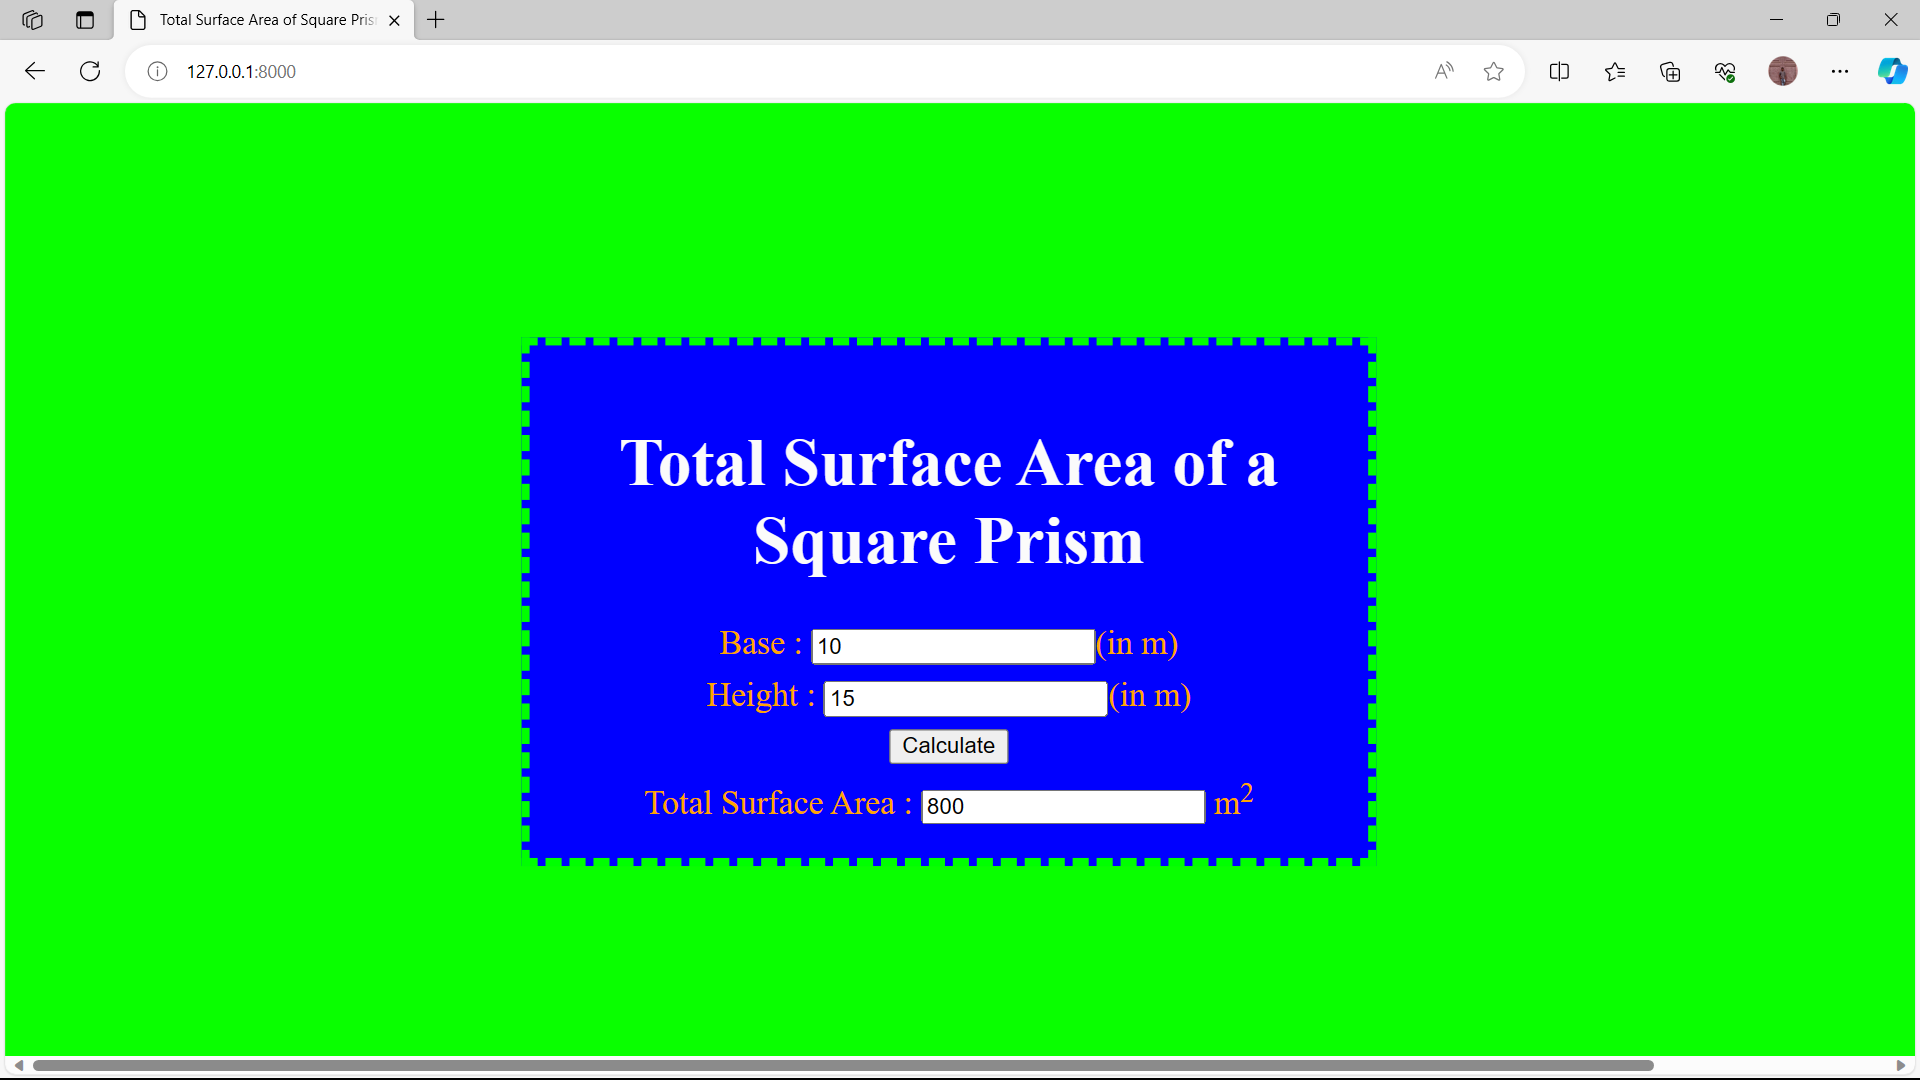 Total Surface Area of Square Pris
127.0.0.1:8000
Total Surface Area of a
Square Prism
Base : 10 (in m)
Height : 15 (in m)
Calculate
Total Surface Area : 800 m²